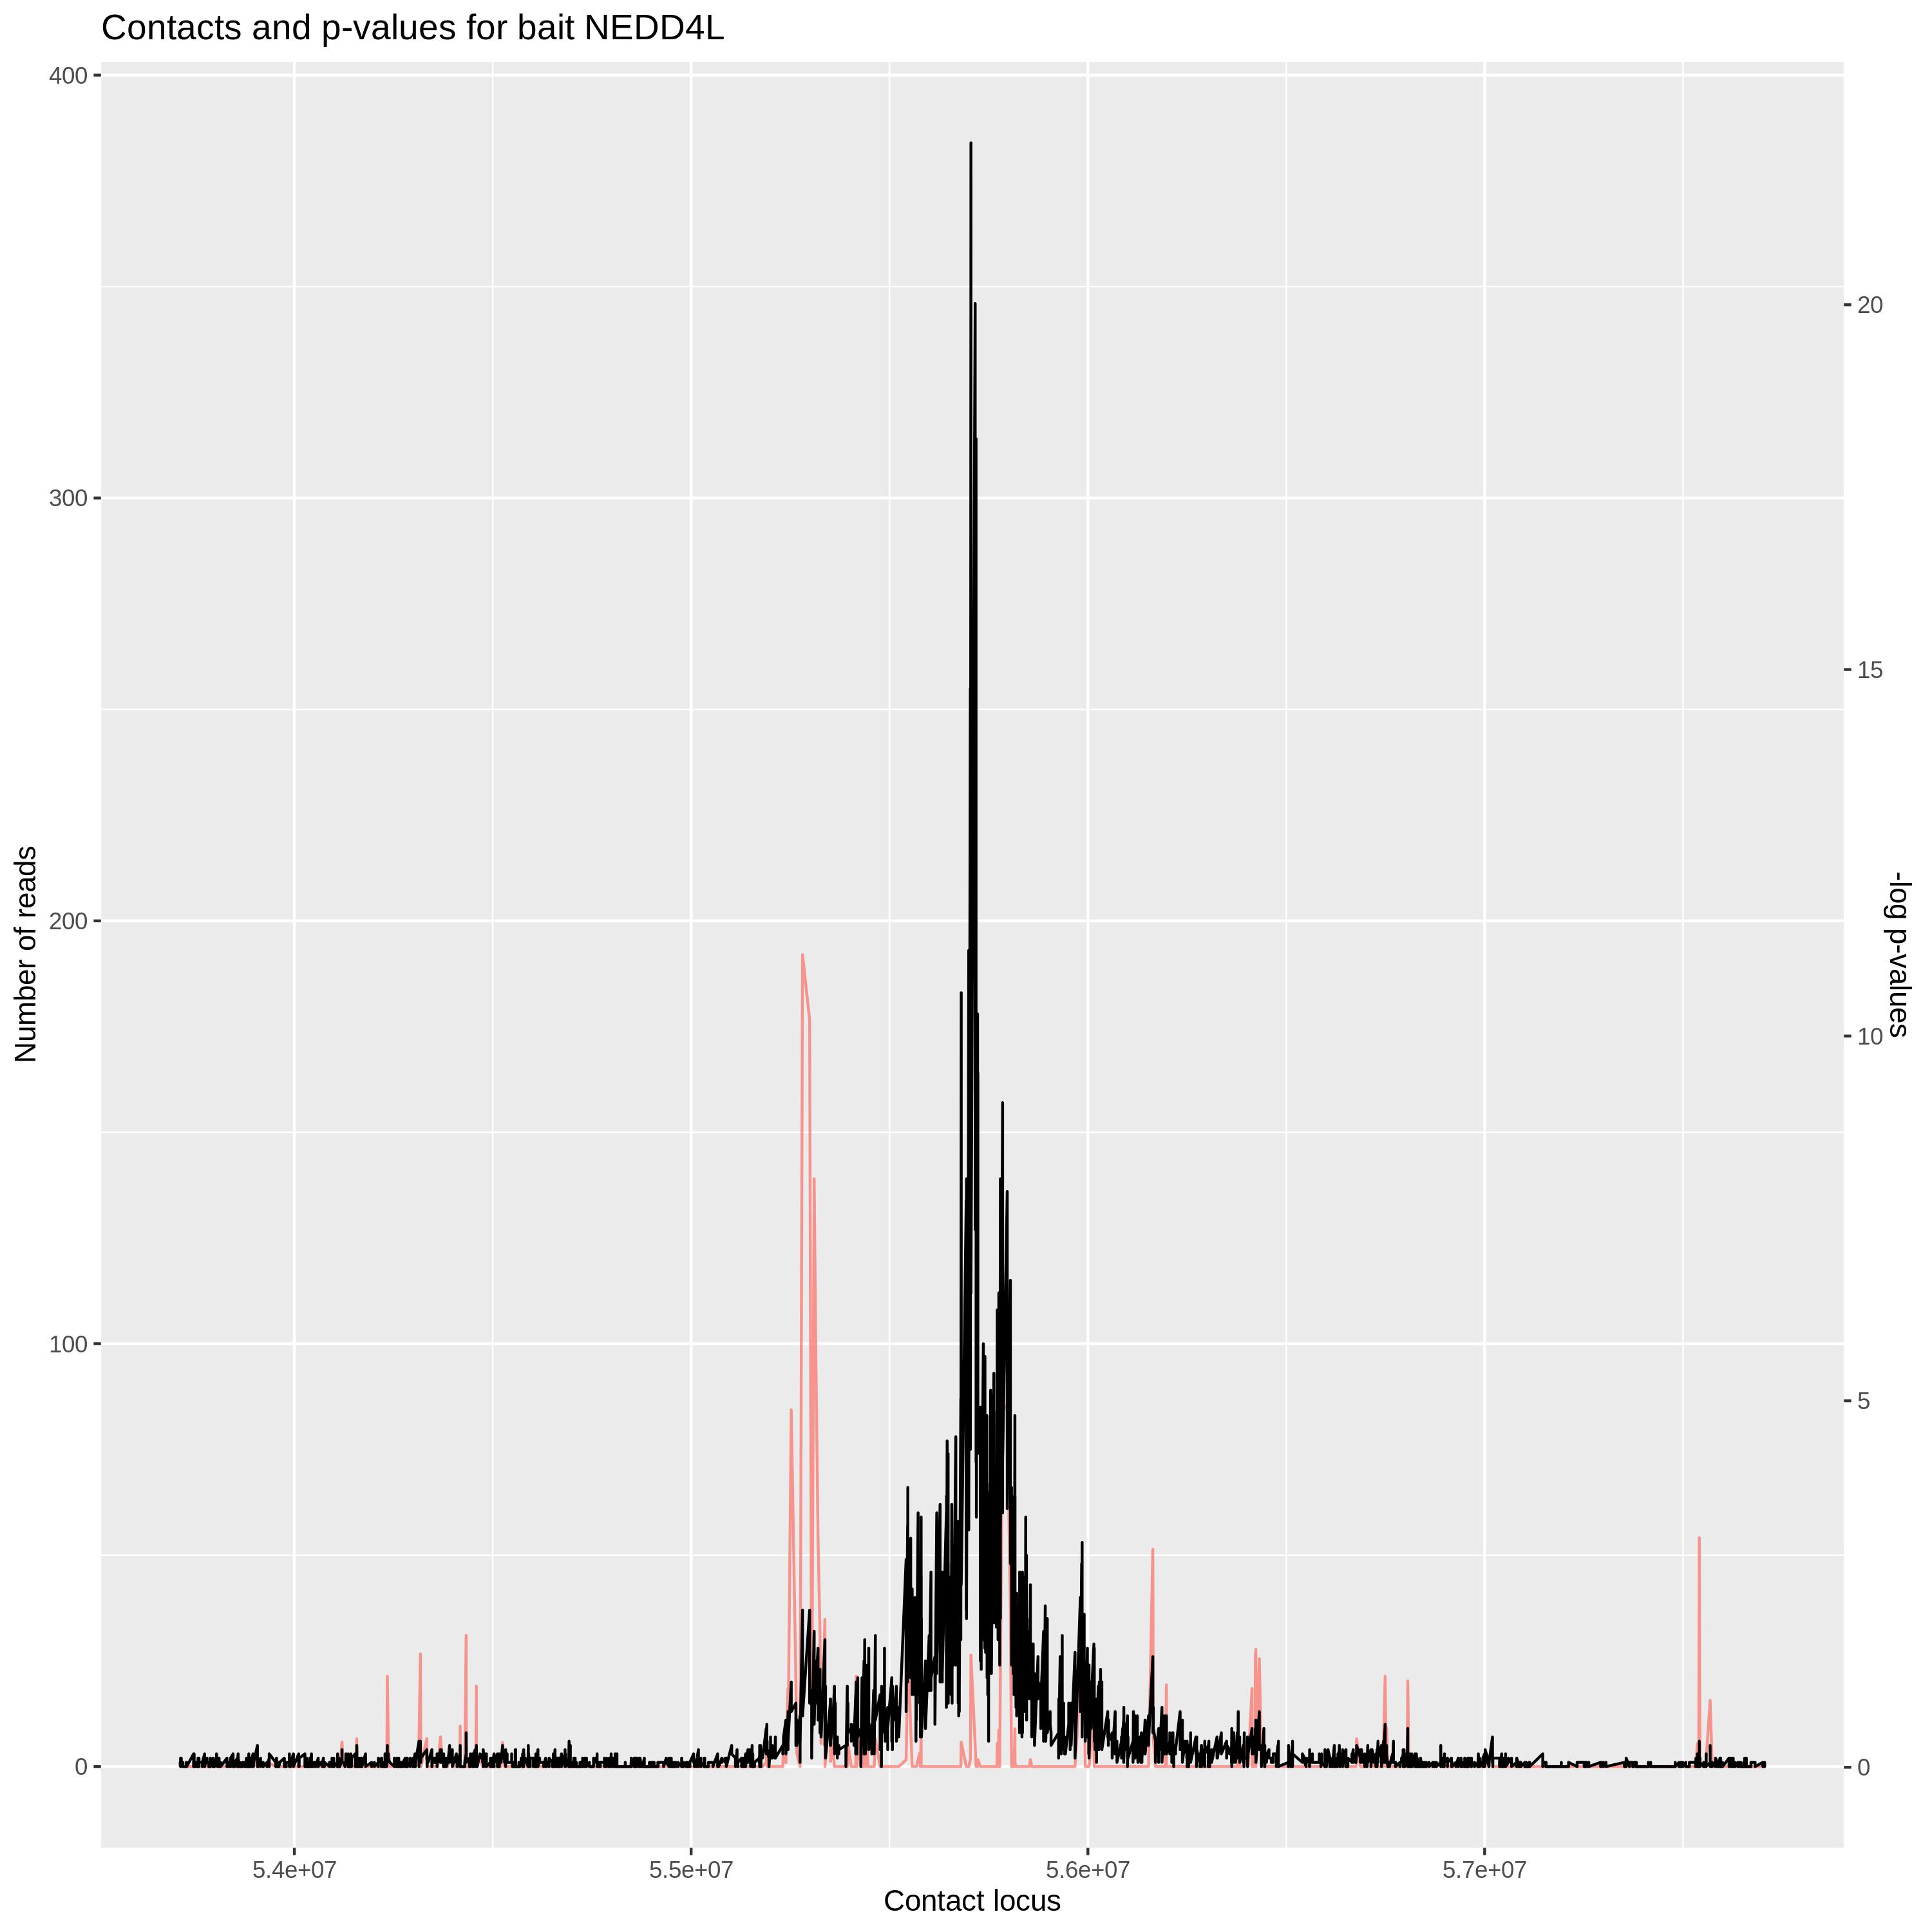 Contacts and p-values for bait NEDD4L
400
300
200
100
0
Number of reads
20
15
10
5
0
-log p-values
5.4e+07
5.5e+07
5.6e+07
5.7e+07
Contact locus